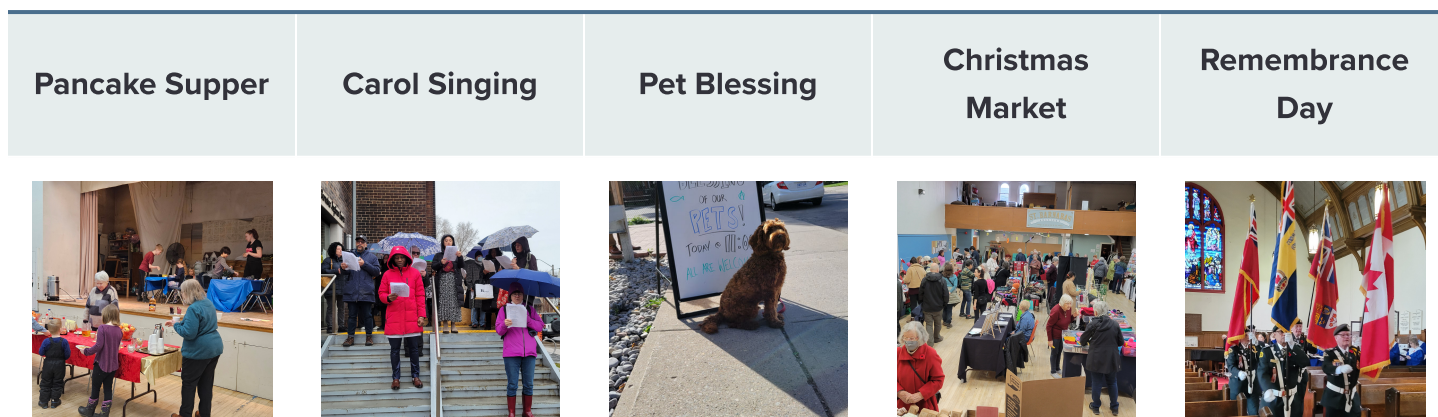 Pancake Supper
Carol Singing
Pet Blessing
Christmas
Market
Remembrance
Day
OF OUR
PETS!
TODAY @
ALL ARE